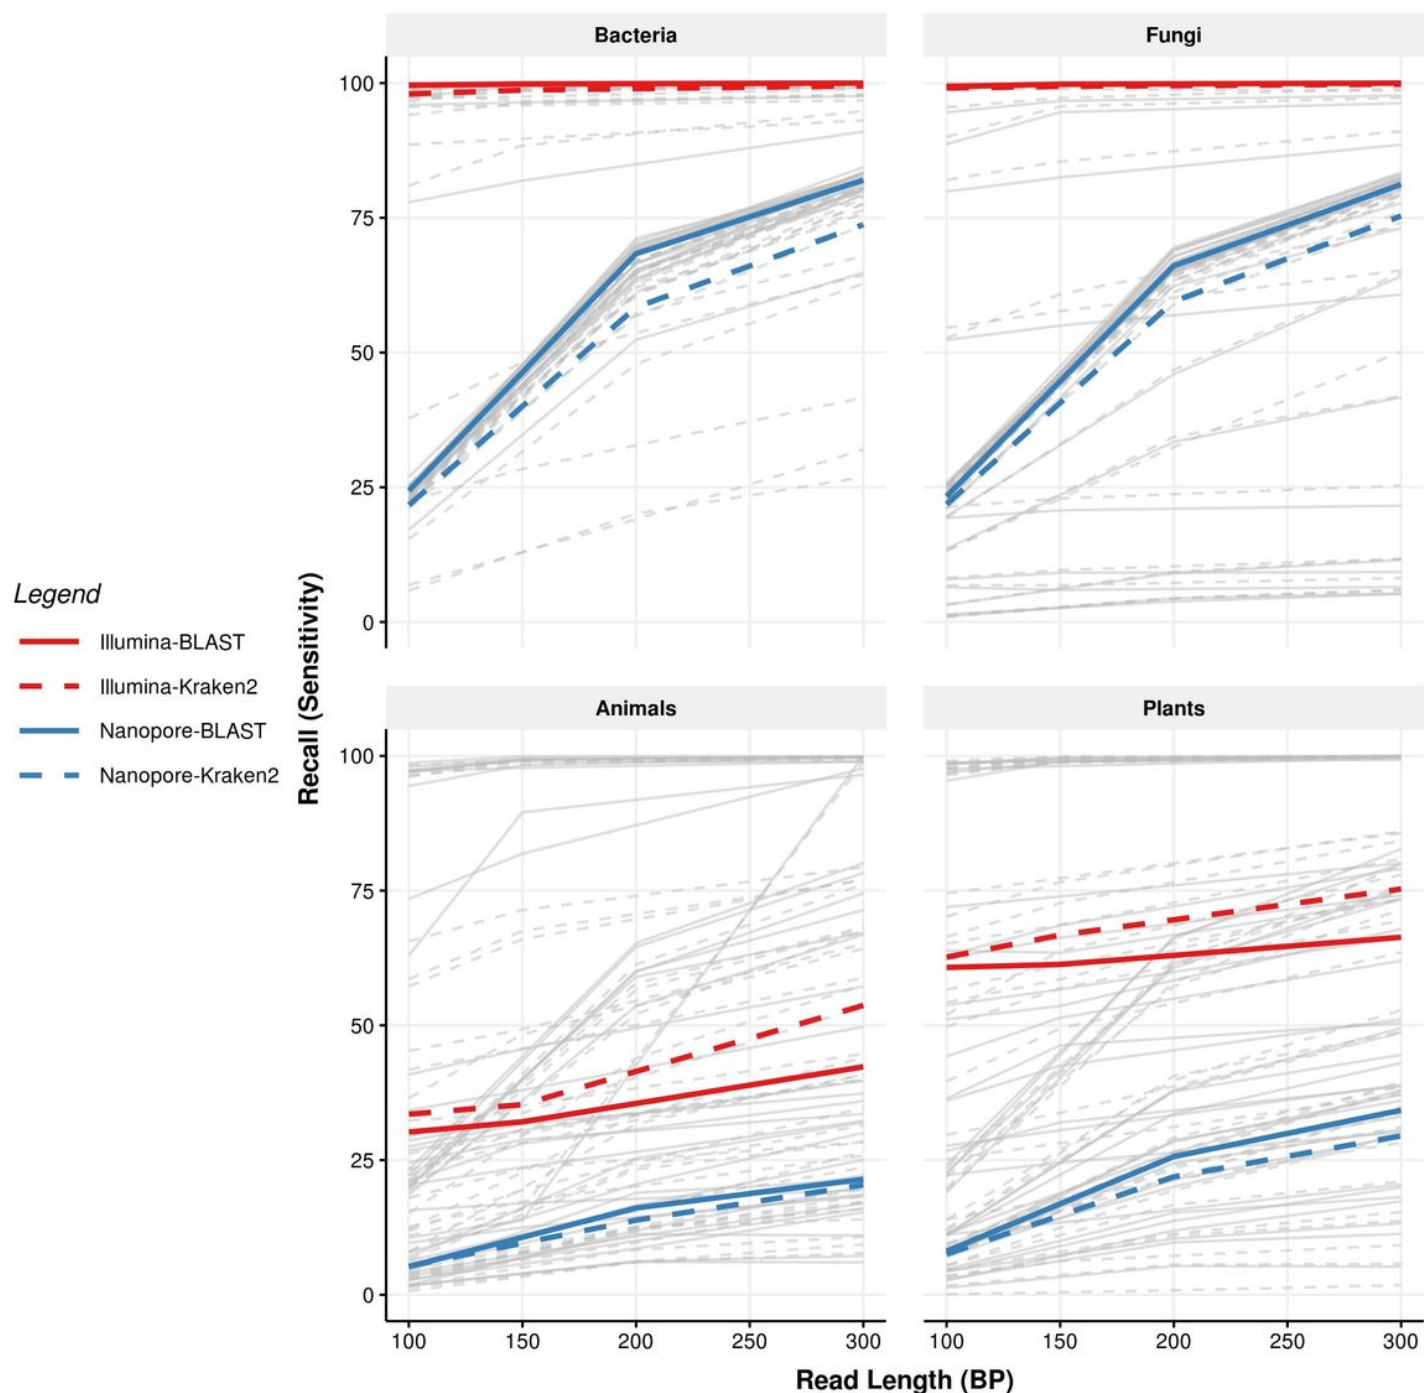 Bacteria
Fungi
100
75
50
25
0
Legend
Illumina-BLAST
Illumina-Kraken2
Nanopore-BLAST
Nanopore-Kraken2
Recall (Sensitivity)
Animals
Plants
100
75
50
25
0
100 150 200 250 300
100 150 200 250 300
Read Length (BP)